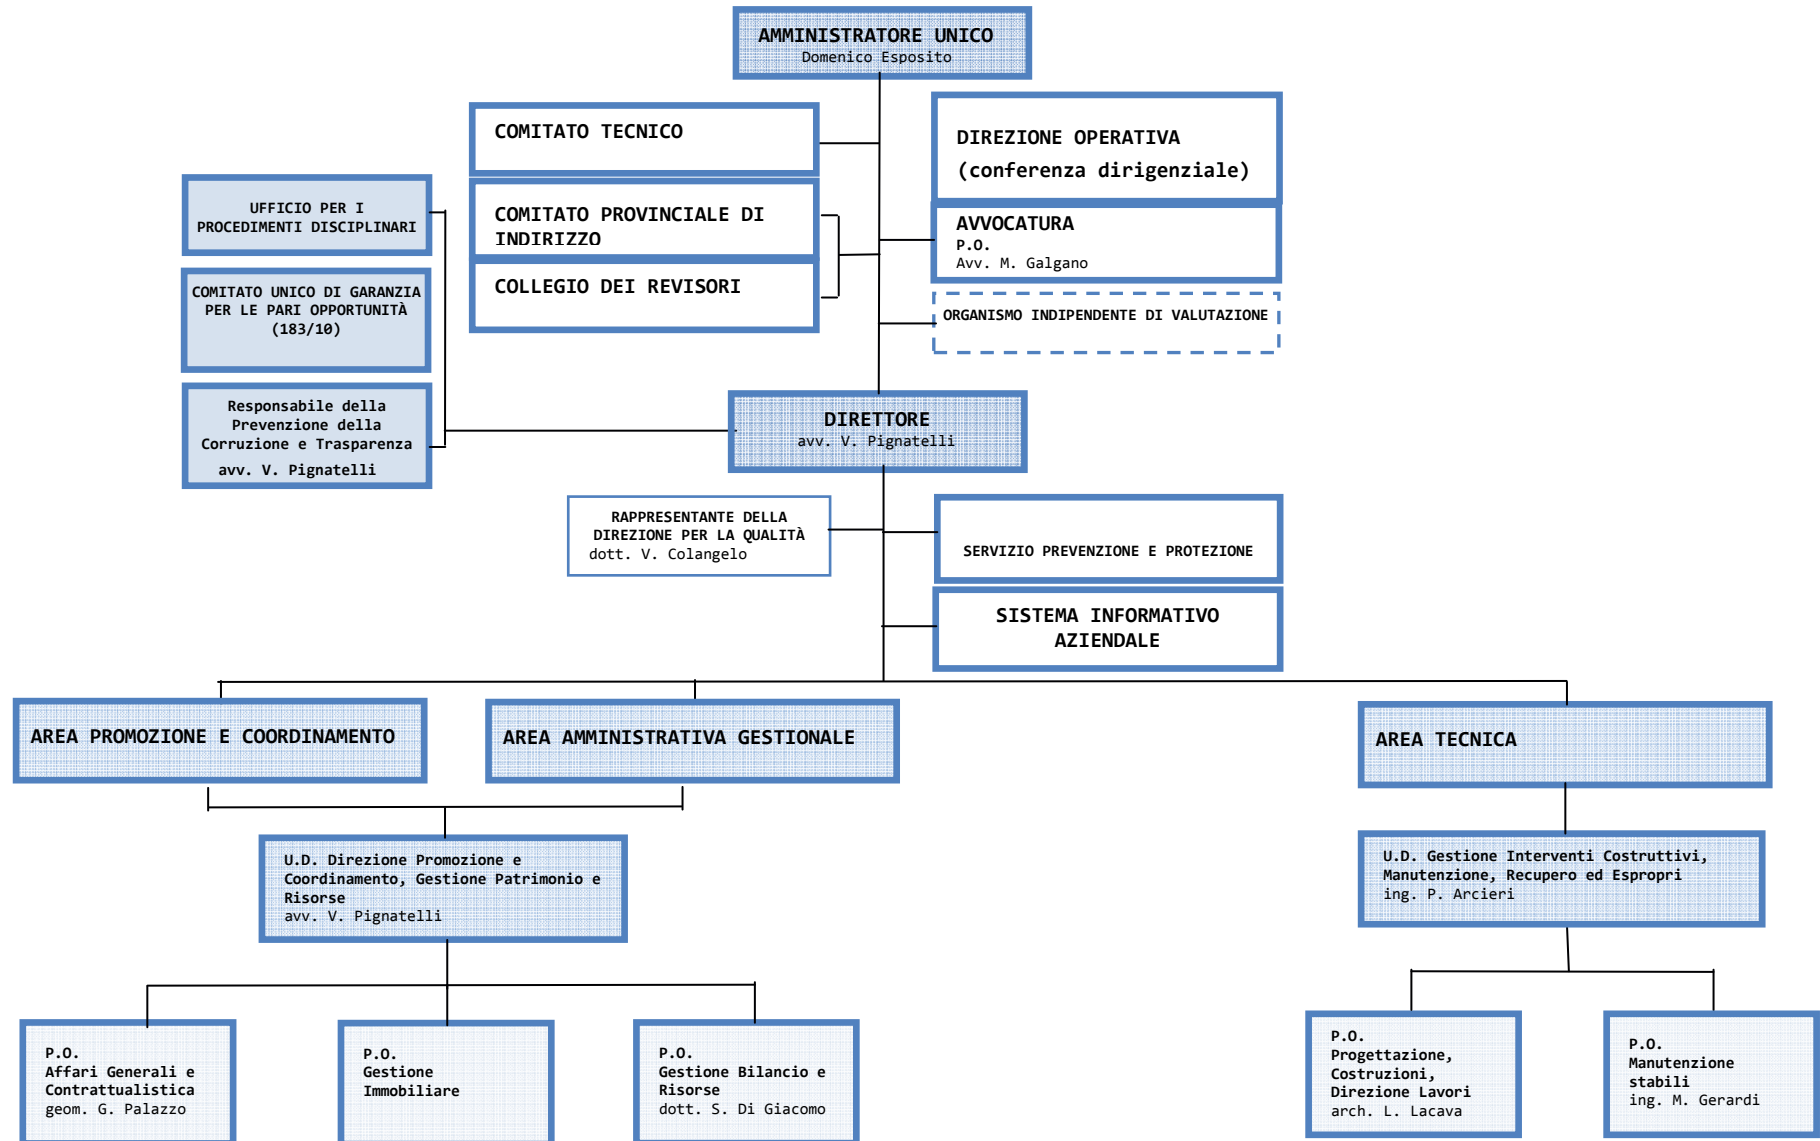 AMMINISTRATORE UNICO
Domenico Esposito
COMITATO TECNICO
DIREZIONE OPERATIVA
(conferenza dirigenziale)
UFFICIO PER I
PROCEDIMENTI DISCIPLINARI
COMITATO PROVINCIALE DI
INDIRIZZO
AVVOCATURA
P.O.
Avv. M. Galgano
COMITATO UNICO DI GARANZIA
PER LE PARI OPPORTUNITÀ
(183/10)
COLLEGIO DEI REVISORI
ORGANISMO INDIPENDENTE DI VALUTAZIONE
Responsabile della
Prevenzione della
Corruzione e Trasparenza
avv. V. Pignatelli
DIRETTORE
avv. V. Pignatelli
RAPPRESENTANTE DELLA
DIREZIONE PER LA QUALITÀ
dott. V. Colangelo
SERVIZIO PREVENZIONE E PROTEZIONE
SISTEMA INFORMATIVO
AZIENDALE
AREA PROMOZIONE E COORDINAMENTO
AREA AMMINISTRATIVA GESTIONALE
AREA TECNICA
U.D. Direzione Promozione e
Coordinamento, Gestione Patrimonio e
Risorse
avv. V. Pignatelli
U.D. Gestione Interventi Costruttivi,
Manutenzione, Recupero ed Espropri
ing. P. Arcieri
P.O.
Affari Generali e
Contrattualistica
geom. G. Palazzo
P.O.
Gestione
Immobiliare
P.O.
Gestione Bilancio e
Risorse
dott. S. Di Giacomo
P.O.
Progettazione,
Costruzioni,
Direzione Lavori
arch. L. Lacava
P.O.
Manutenzione
stabili
ing. M. Gerardi